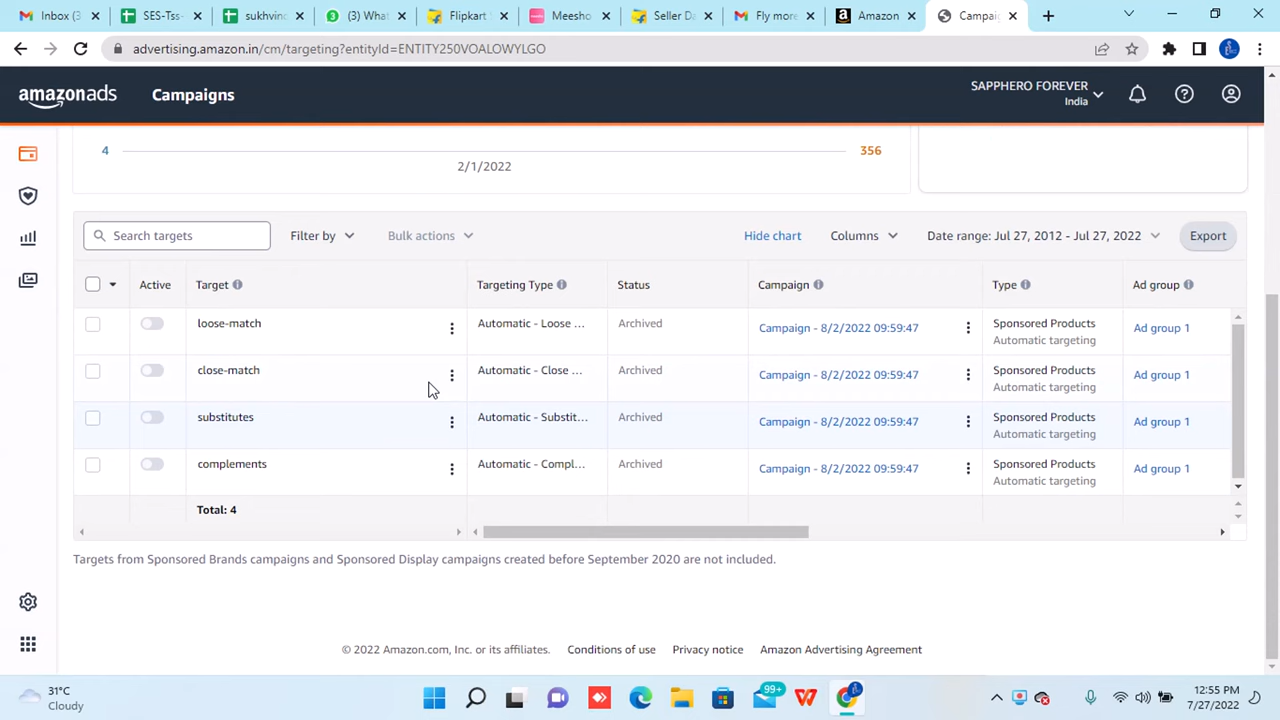 Inbox (3
SES-Tss-
sukhvind
(3) What
Flipkart S
Meesho
Seller Da
Fly more
Amazon
Campaig
advertising.amazon.in/cm/targeting?entityId=ENTITY250VOALOWYLGO
amazonads
Campaigns
SAPPHERO FOREVER
India
4
356
2/1/2022
Search targets
Filter by
Bulk actions
Hide chart
Columns
Date range: Jul 27, 2012 - Jul 27, 2022
Export
Active
Target
Targeting Type
Status
Campaign
Type
Ad group
loose-match
Automatic - Loose ...
Archived
Campaign - 8/2/2022 09:59:47
Sponsored Products
Automatic targeting
Ad group 1
close-match
Automatic - Close ...
Archived
Campaign - 8/2/2022 09:59:47
Sponsored Products
Automatic targeting
Ad group 1
substitutes
Automatic - Substit...
Archived
Campaign - 8/2/2022 09:59:47
Sponsored Products
Automatic targeting
Ad group 1
complements
Automatic - Compl...
Archived
Campaign - 8/2/2022 09:59:47
Sponsored Products
Automatic targeting
Ad group 1
Total: 4
Targets from Sponsored Brands campaigns and Sponsored Display campaigns created before September 2020 are not included.
© 2022 Amazon.com, Inc. or its affiliates.
Conditions of use
Privacy notice
Amazon Advertising Agreement
31°C
Cloudy
99+
12:55 PM
7/27/2022